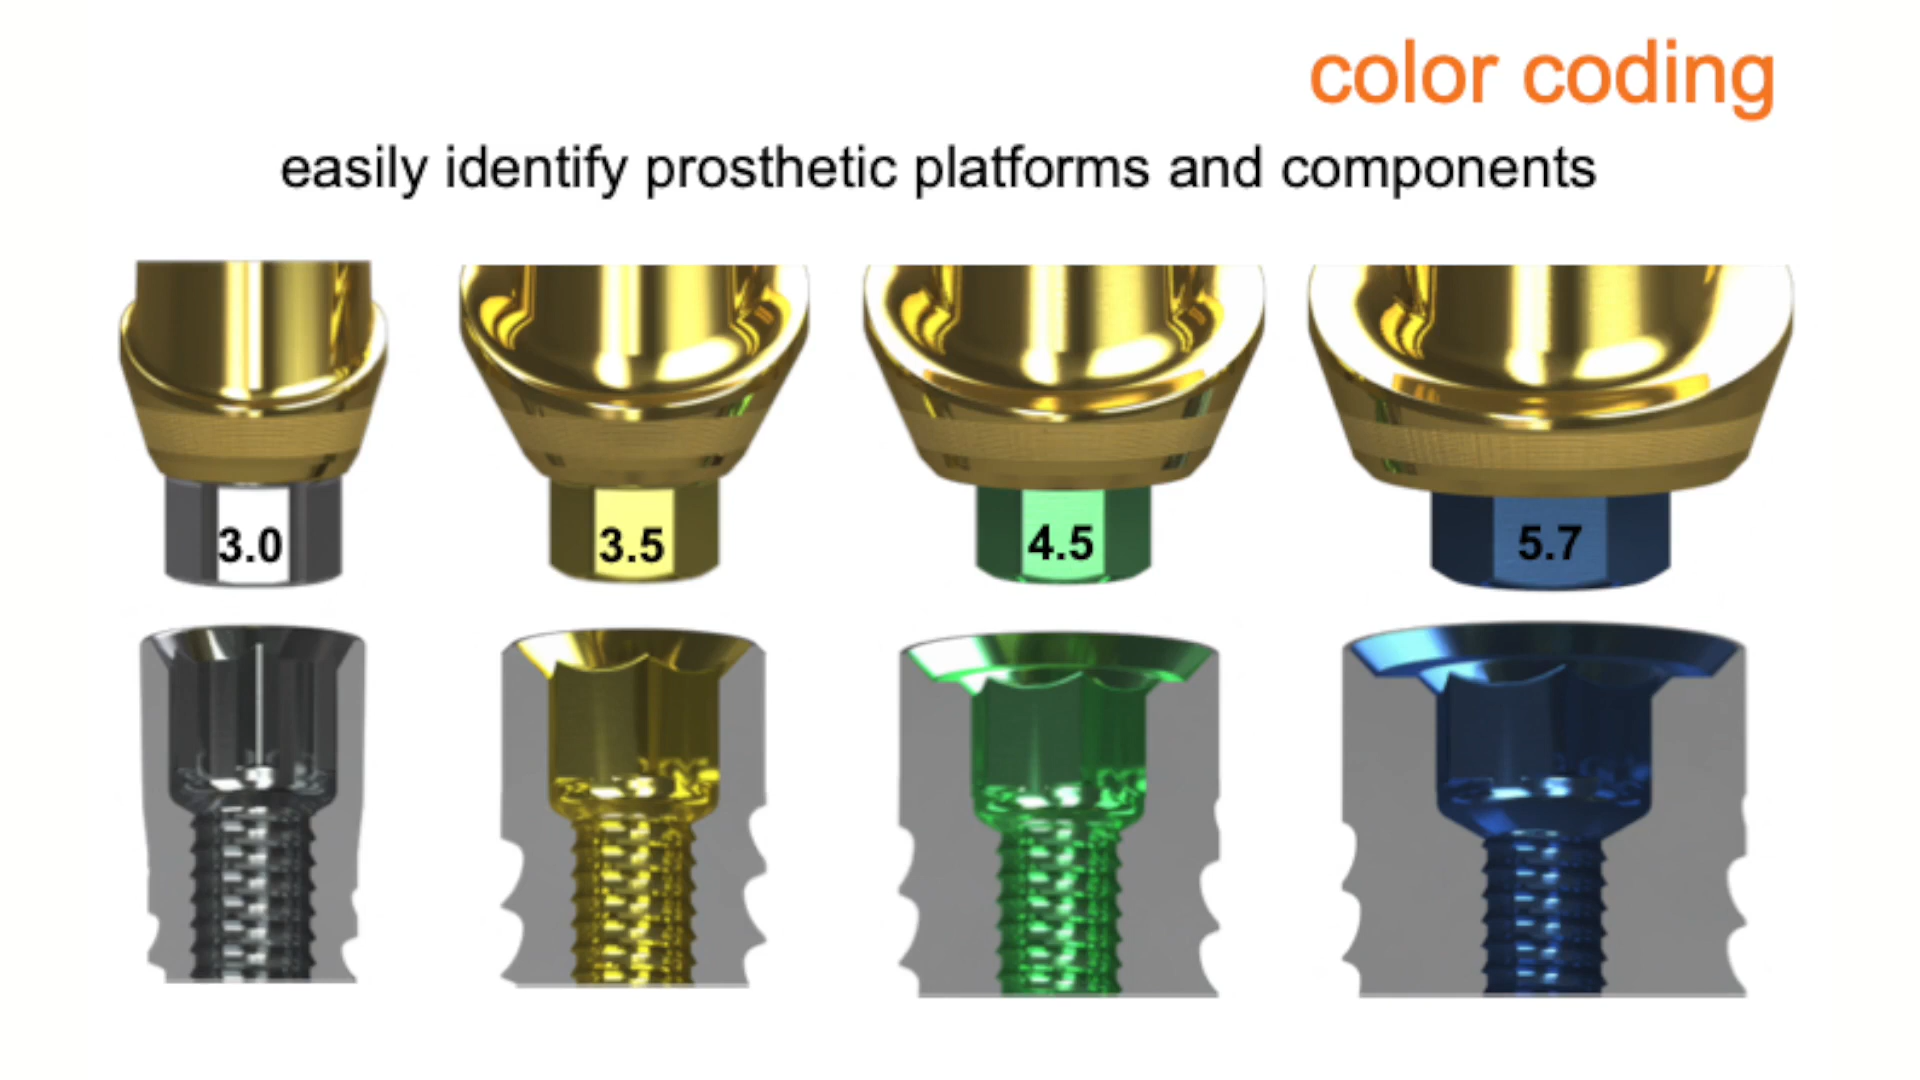 color coding
easily identify prosthetic platforms and components
3.0
3.5
4.5
5.7